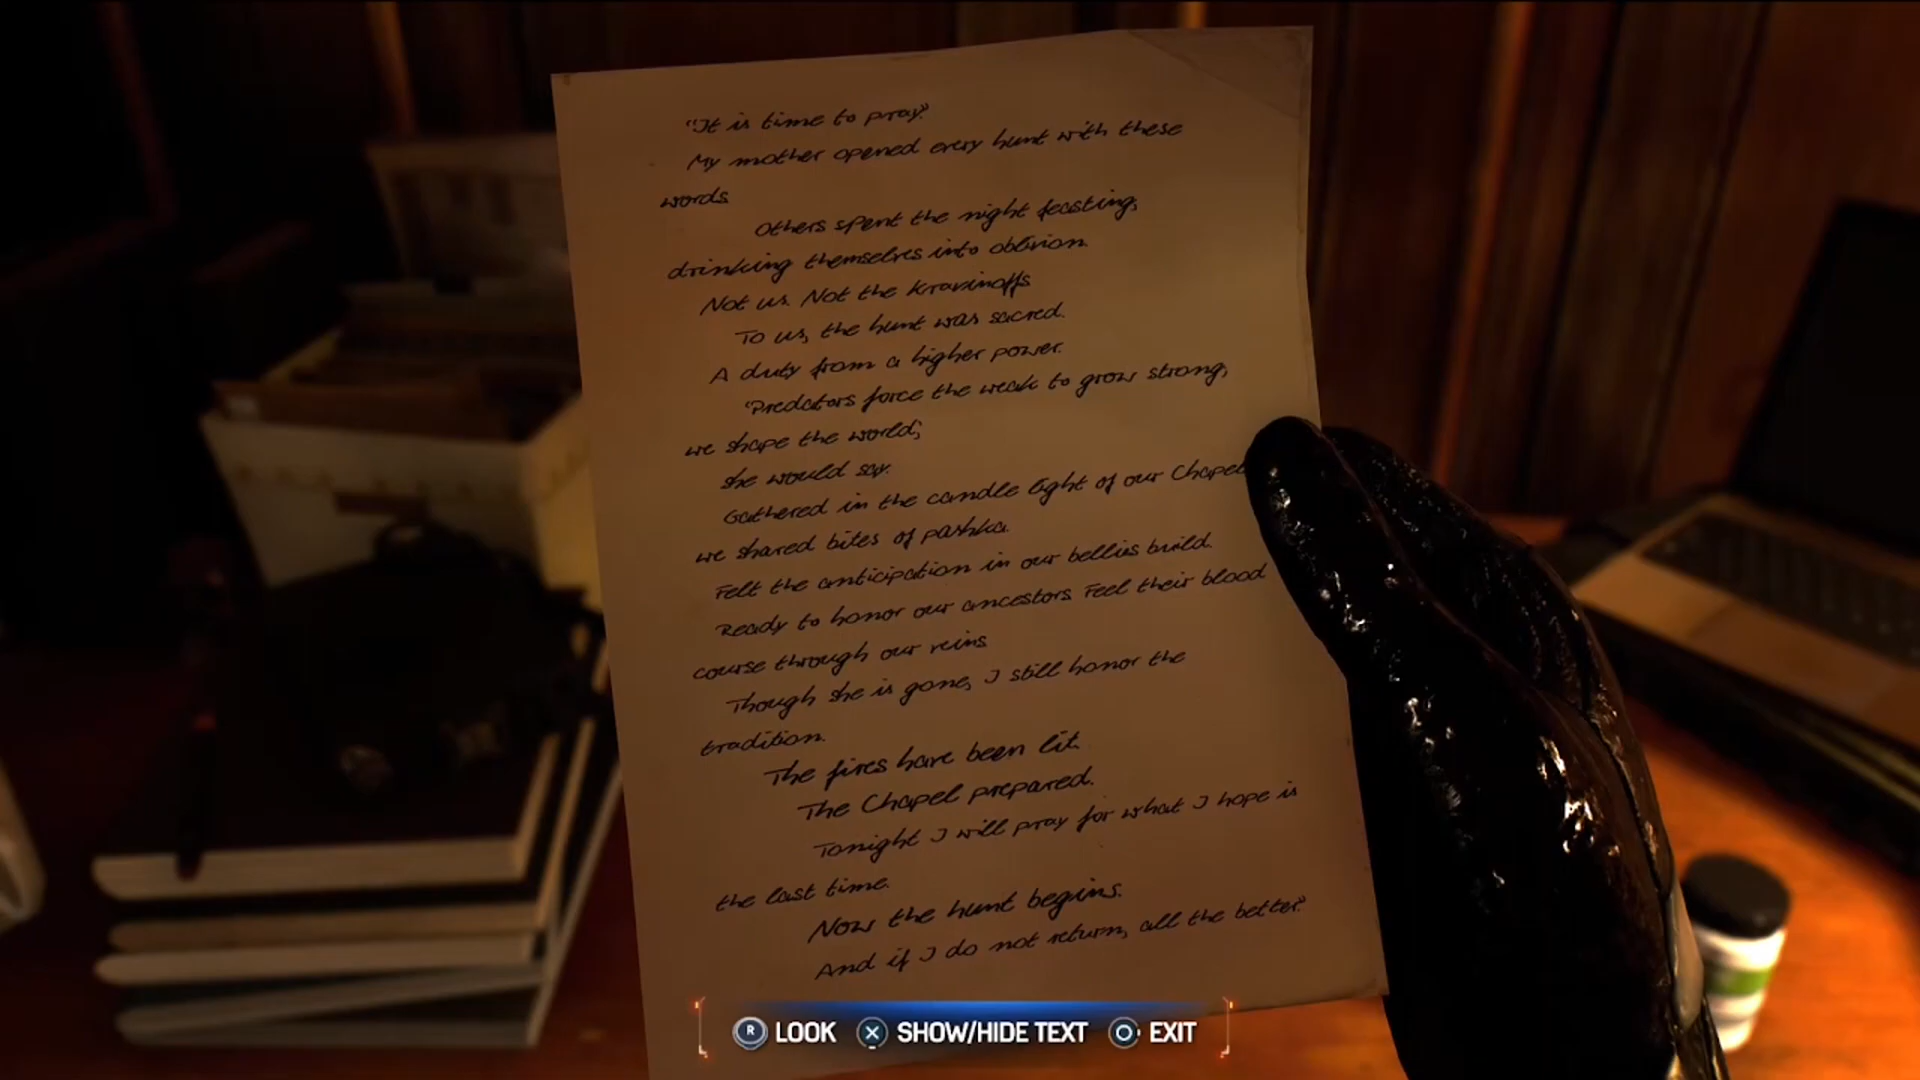 "It is time to pray."
My mother opened every hunt with these
words.
Others spent the night feasting,
drinking themselves into oblivion.
Not us. Not the Kravinoffs.
To us, the hunt was sacred.
A duty from a higher power.
"Predators force the weak to grow strong,
we shape the world,"
she would say.
Gathered in the candle light of our Chapel
we shared bites of pashka.
Felt the anticipation in our bellies build.
Ready to honor our ancestors. Feel their blood
course through our veins.
Though she is gone, I still honor the
tradition.
The fires have been lit.
The Chapel prepared.
Tonight I will pray for what I hope is
the last time.
Now the hunt begins.
And if I do not return, all the better."
R LOOK SHOW/HIDE TEXT EXIT